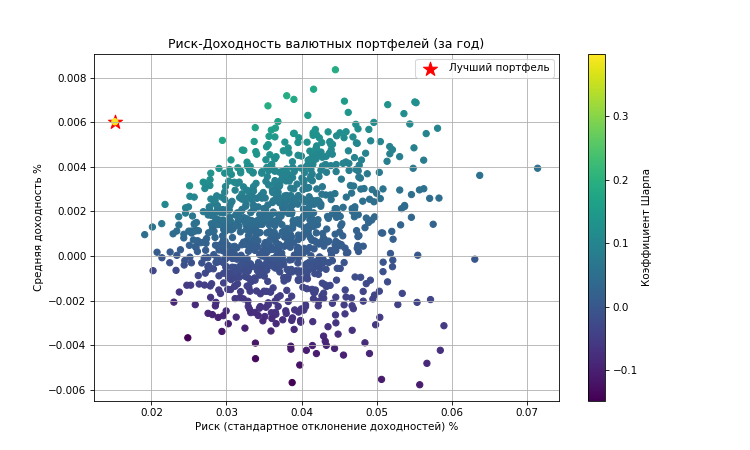 Риск-Доходность валютных портфелей (за год)
Лучший портфель
0.008
0.006
0.004
0.002
0.000
−0.002
−0.004
−0.006
Средняя доходность %
0.02 0.03 0.04 0.05 0.06 0.07
Риск (стандартное отклонение доходностей) %
0.3
0.2
0.1
0.0
−0.1
Коэффициент Шарпа